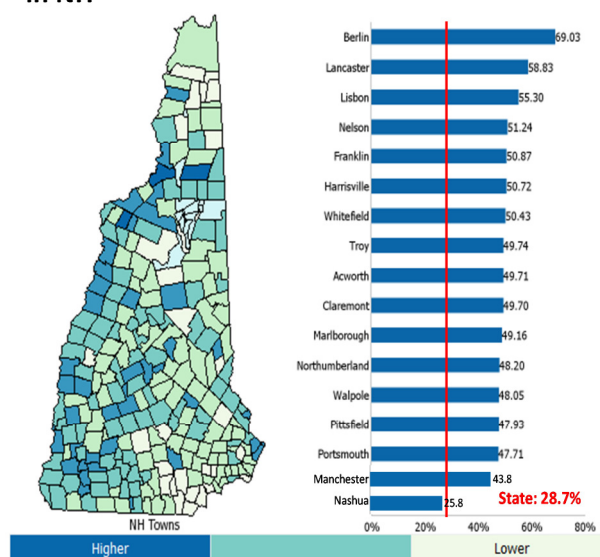 Berlin 69.03
Lancaster 58.83
Lisbon 55.30
Nelson 51.24
Franklin 50.87
Harrisville 50.72
Whitefield 50.43
Troy 49.74
Acworth 49.71
Claremont 49.70
Marlborough 49.16
Northumberland 48.20
Walpole 48.05
Pittsfield 47.93
Portsmouth 47.71
Manchester 43.8
Nashua 25.8
State: 28.7%
0% 20% 40% 60% 80%
NH Towns
Higher Lower